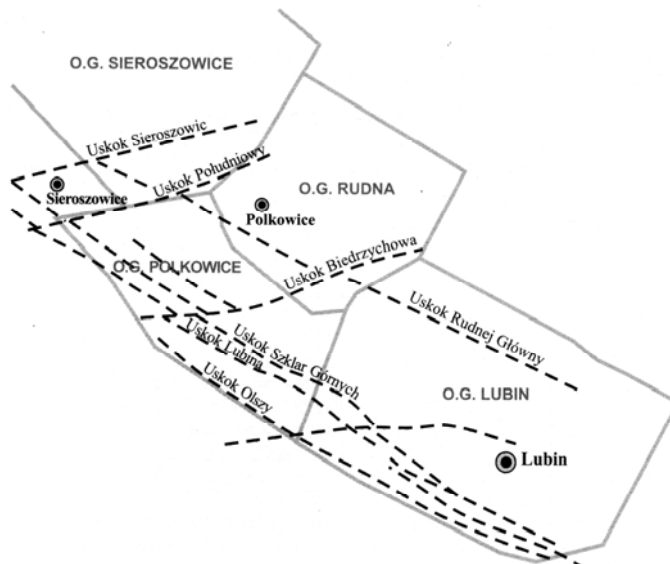 O.G. SIEROSZOWICE
Uskok Sieroszowic
Uskok Południowy
Sieroszowice
O.G. RUDNA
Polkowice
O.G. POLKOWICE
Uskok Biedrzychowa
Uskok Rudnej Główny
Uskok Szklar Górnych
Uskok Lubina
Uskok Olszy
O.G. LUBIN
Lubin